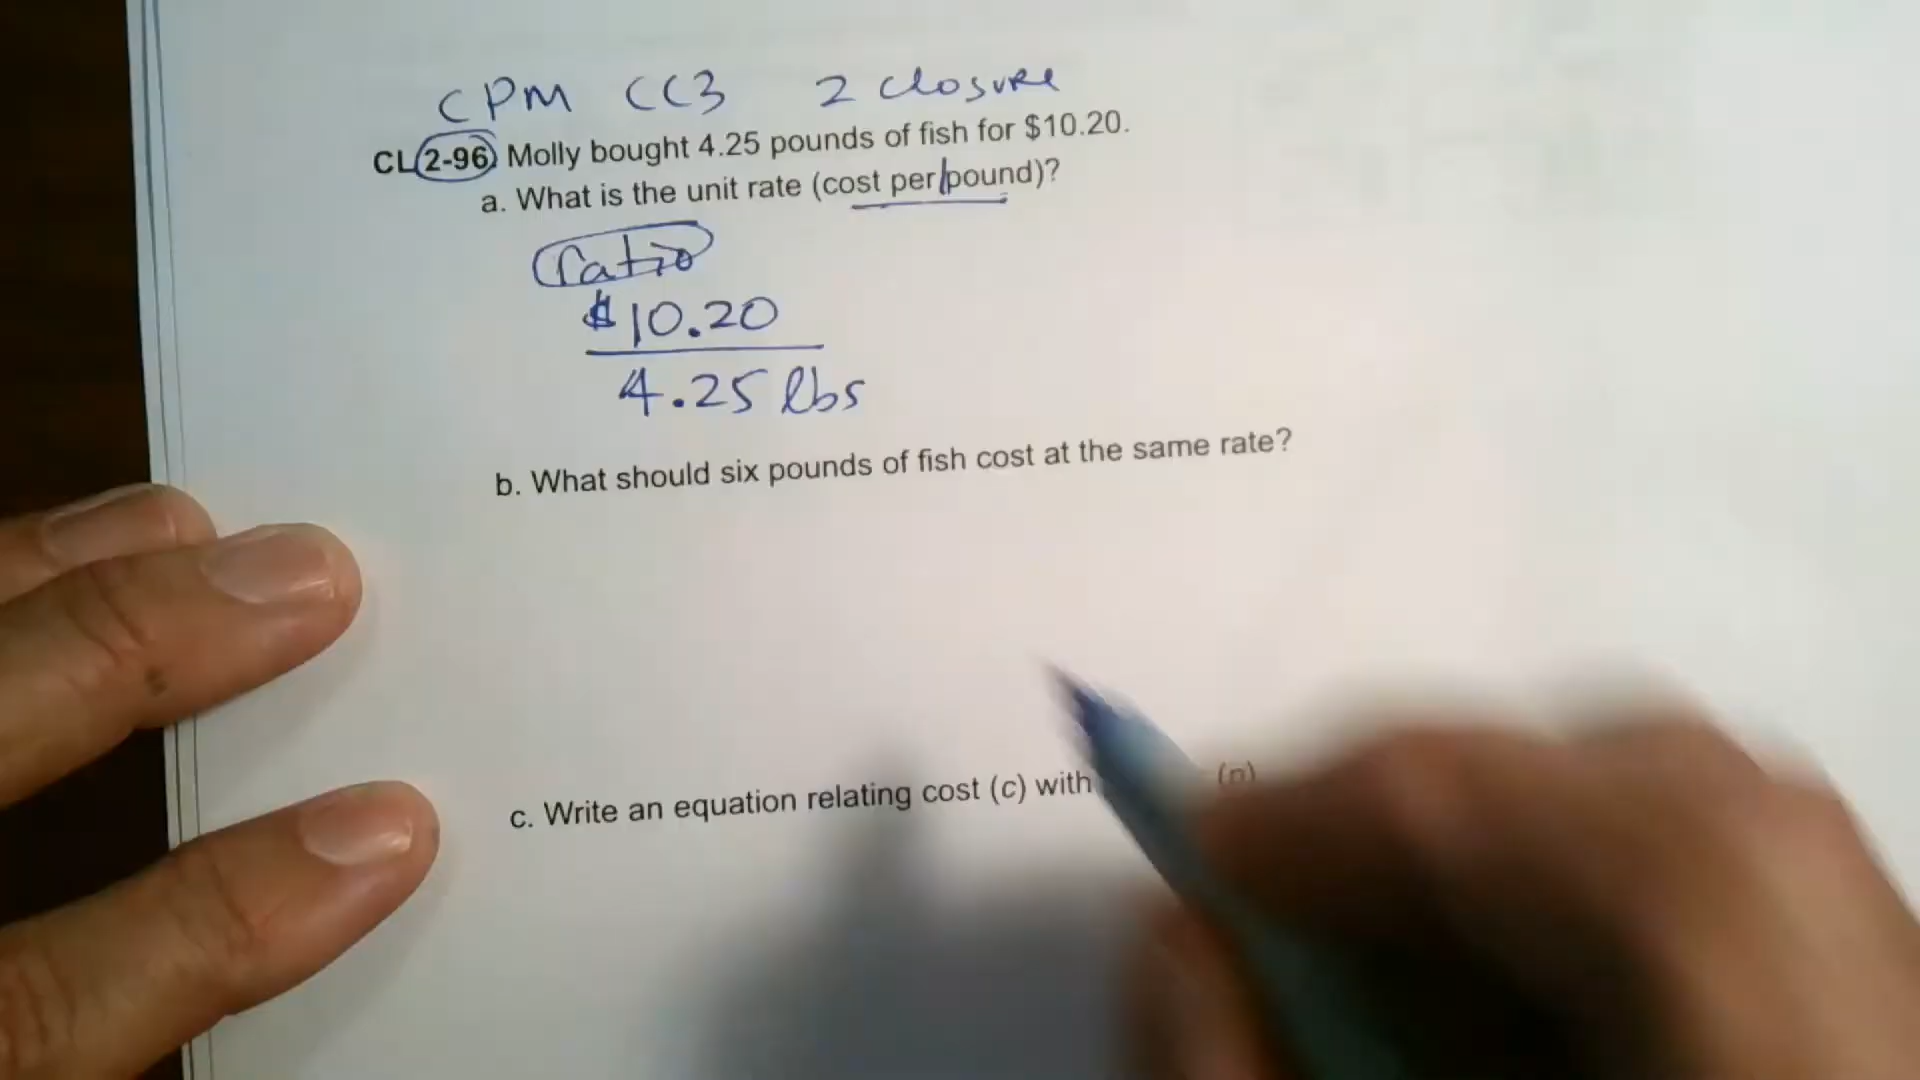 CPM CC3 2 closure
CL 2-96. Molly bought 4.25 pounds of fish for $10.20.
a. What is the unit rate (cost per pound)?
ratio
$10.20
4.25 lbs
b. What should six pounds of fish cost at the same rate?
c. Write an equation relating cost (c) with (p)